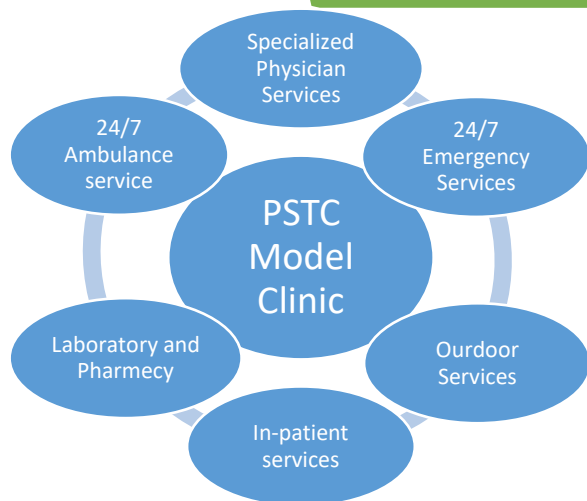 Specialized
Physician
Services
24/7
Ambulance
service
24/7
Emergency
Services
PSTC
Model
Clinic
Laboratory and
Pharmecy
Ourdoor
Services
In-patient
services